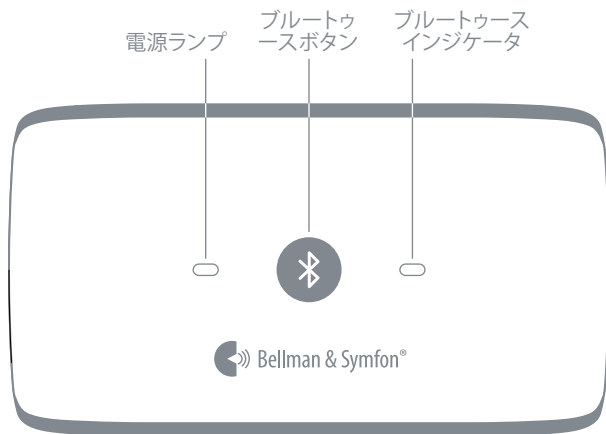 電源ランプ
ブルートゥ
ースボタン
ブルートゥース
インジケータ
Bellman & Symfon®